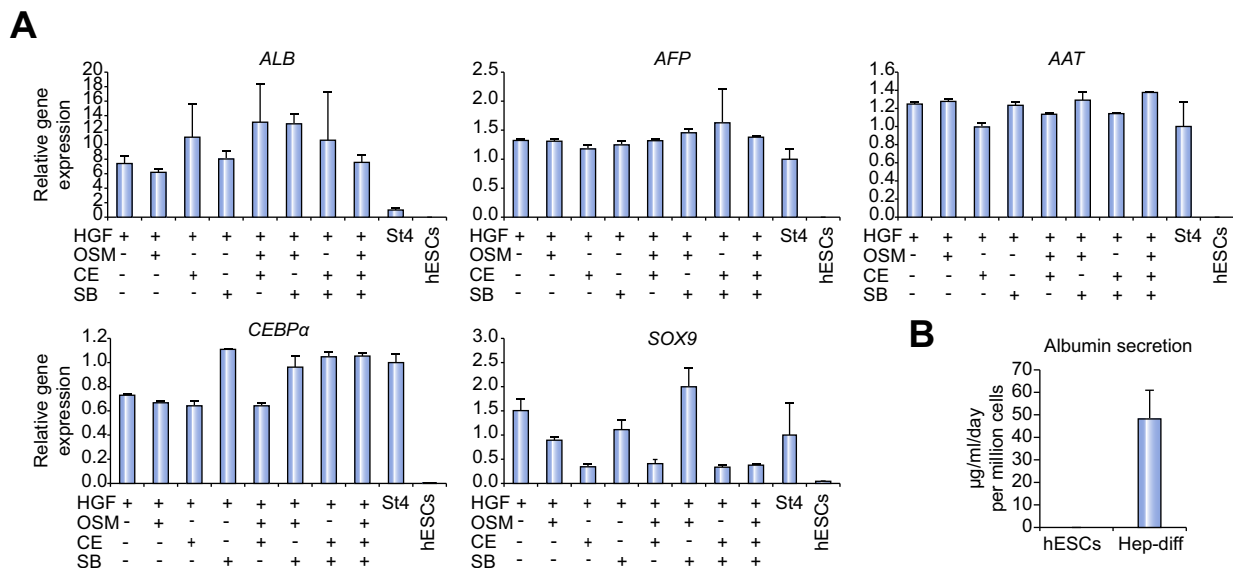 A
ALB
Relative gene
expression
20
18
16
14
12
10
8
6
4
2
0
HGF + + + + + + + + St4 hESCs
OSM - + - - + + - +
CE - - + - + - + +
SB - - - + - + + +
AFP
2.5
2.0
1.5
1.0
0.5
0.0
HGF + + + + + + + + St4 hESCs
OSM - + - - + + - +
CE - - + - + - + +
SB - - - + - + + +
AAT
1.6
1.4
1.2
1.0
0.8
0.6
0.4
0.2
0.0
HGF + + + + + + + + St4 hESCs
OSM - + - - + + - +
CE - - + - + - + +
SB - - - + - + + +
CEBPα
Relative gene
expression
1.2
1.0
0.8
0.6
0.4
0.2
0.0
HGF + + + + + + + + St4 hESCs
OSM - + - - + + - +
CE - - + - + - + +
SB - - - + - + + +
SOX9
3.0
2.5
2.0
1.5
1.0
0.5
0.0
HGF + + + + + + + + St4 hESCs
OSM - + - - + + - +
CE - - + - + - + +
SB - - - + - + + +
B
Albumin secretion
µg/ml/day
per million cells
70
60
50
40
30
20
10
0
hESCs Hep-diff